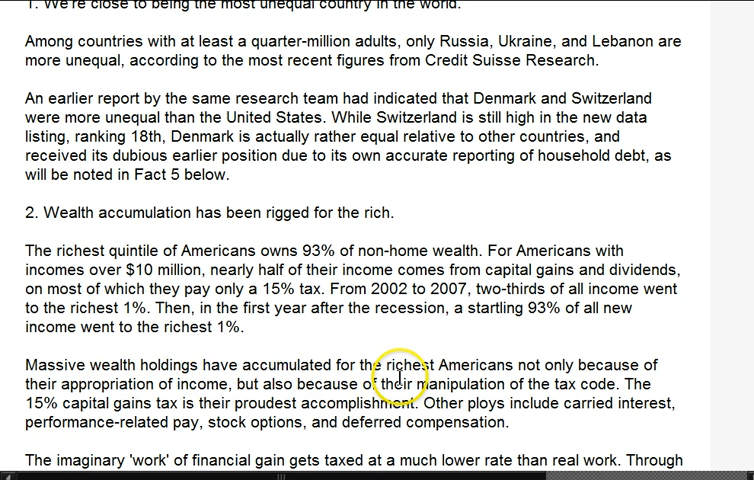 1. We're close to being the most unequal country in the world.
Among countries with at least a quarter-million adults, only Russia, Ukraine, and Lebanon are
more unequal, according to the most recent figures from Credit Suisse Research.
An earlier report by the same research team had indicated that Denmark and Switzerland
were more unequal than the United States. While Switzerland is still high in the new data
listing, ranking 18th, Denmark is actually rather equal relative to other countries, and
received its dubious earlier position due to its own accurate reporting of household debt, as
will be noted in Fact 5 below.
2. Wealth accumulation has been rigged for the rich.
The richest quintile of Americans owns 93% of non-home wealth. For Americans with
incomes over $10 million, nearly half of their income comes from capital gains and dividends,
on most of which they pay only a 15% tax. From 2002 to 2007, two-thirds of all income went
to the richest 1%. Then, in the first year after the recession, a startling 93% of all new
income went to the richest 1%.
Massive wealth holdings have accumulated for the richest Americans not only because of
their appropriation of income, but also because of their manipulation of the tax code. The
15% capital gains tax is their proudest accomplishment. Other ploys include carried interest,
performance-related pay, stock options, and deferred compensation.
The imaginary 'work' of financial gain gets taxed at a much lower rate than real work. Through